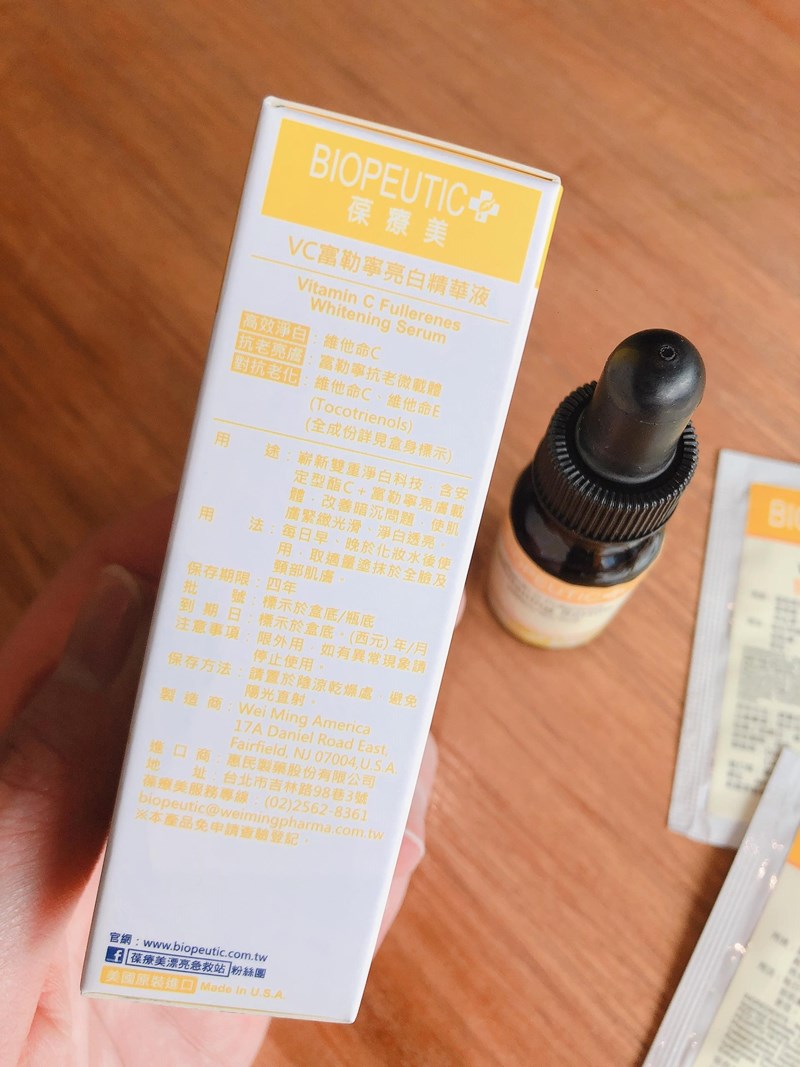 BIOPEUTIC
葆療美
VC富勒寧亮白精華液
Vitamin C Fullerenes
Whitening Serum
高效淨白：維他命C
抗老亮膚：富勒寧抗老微載體
對抗老化：維他命C、維他命E
(Tocotrienols)
(全成份詳見盒身標示)
用途：嶄新雙重淨白科技，含安
定型酯C+富勒寧亮膚載
體，改善暗沉問題，使肌
膚緊緻光滑，淨白透亮。
用法：每日早、晚於化妝水後使
用，取適量塗抹於全臉及
頸部肌膚。
保存期限：四年
批號：標示於盒底/瓶底
到期日：標示於盒底。(西元) 年/月
注意事項：限外用，如有異常現象請
停止使用。
保存方法：請置於陰涼乾燥處，避免
陽光直射。
製造商：Wei Ming America
17A Daniel Road East,
Fairfield, NJ 07004,U.S.A
進口商：惠民製藥股份有限公司
地址：台北市吉林路98巷3號
葆療美服務專線：(02)2562-8361
biopeutic@weimingpharma.com.tw
※本產品免申請查驗登記。
官網：www.biopeutic.com.tw
f 葆療美漂亮急救站 粉絲團
美國原裝進口 Made in U.S.A.